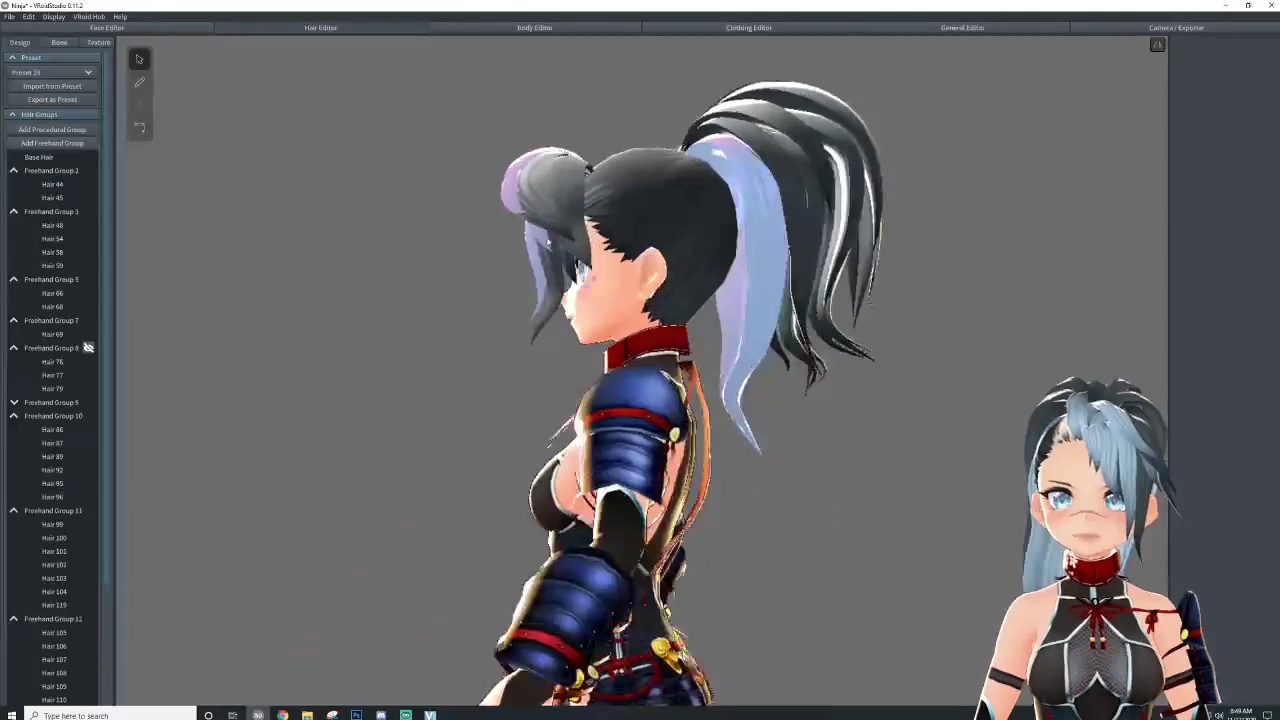 Ninja* - VRoidStudio 0.11.2
File Edit Display VRoid Hub Help
Face Editor Hair Editor Body Editor Clothing Editor General Editor Camera / Exporter
Design Bone Texture
Preset
Preset 29
Import from Preset
Export as Preset
Hair Groups
Add Procedural Group
Add Freehand Group
Base Hair
Freehand Group 2
Hair 44
Hair 45
Freehand Group 3
Hair 48
Hair 54
Hair 58
Hair 59
Freehand Group 5
Hair 66
Hair 68
Freehand Group 7
Hair 69
Freehand Group 8
Hair 76
Hair 77
Hair 79
Freehand Group 9
Freehand Group 10
Hair 86
Hair 87
Hair 89
Hair 92
Hair 95
Hair 96
Freehand Group 11
Hair 99
Hair 100
Hair 101
Hair 102
Hair 103
Hair 104
Hair 119
Freehand Group 12
Hair 105
Hair 106
Hair 107
Hair 108
Hair 109
Hair 110
Type here to search
8:49 AM